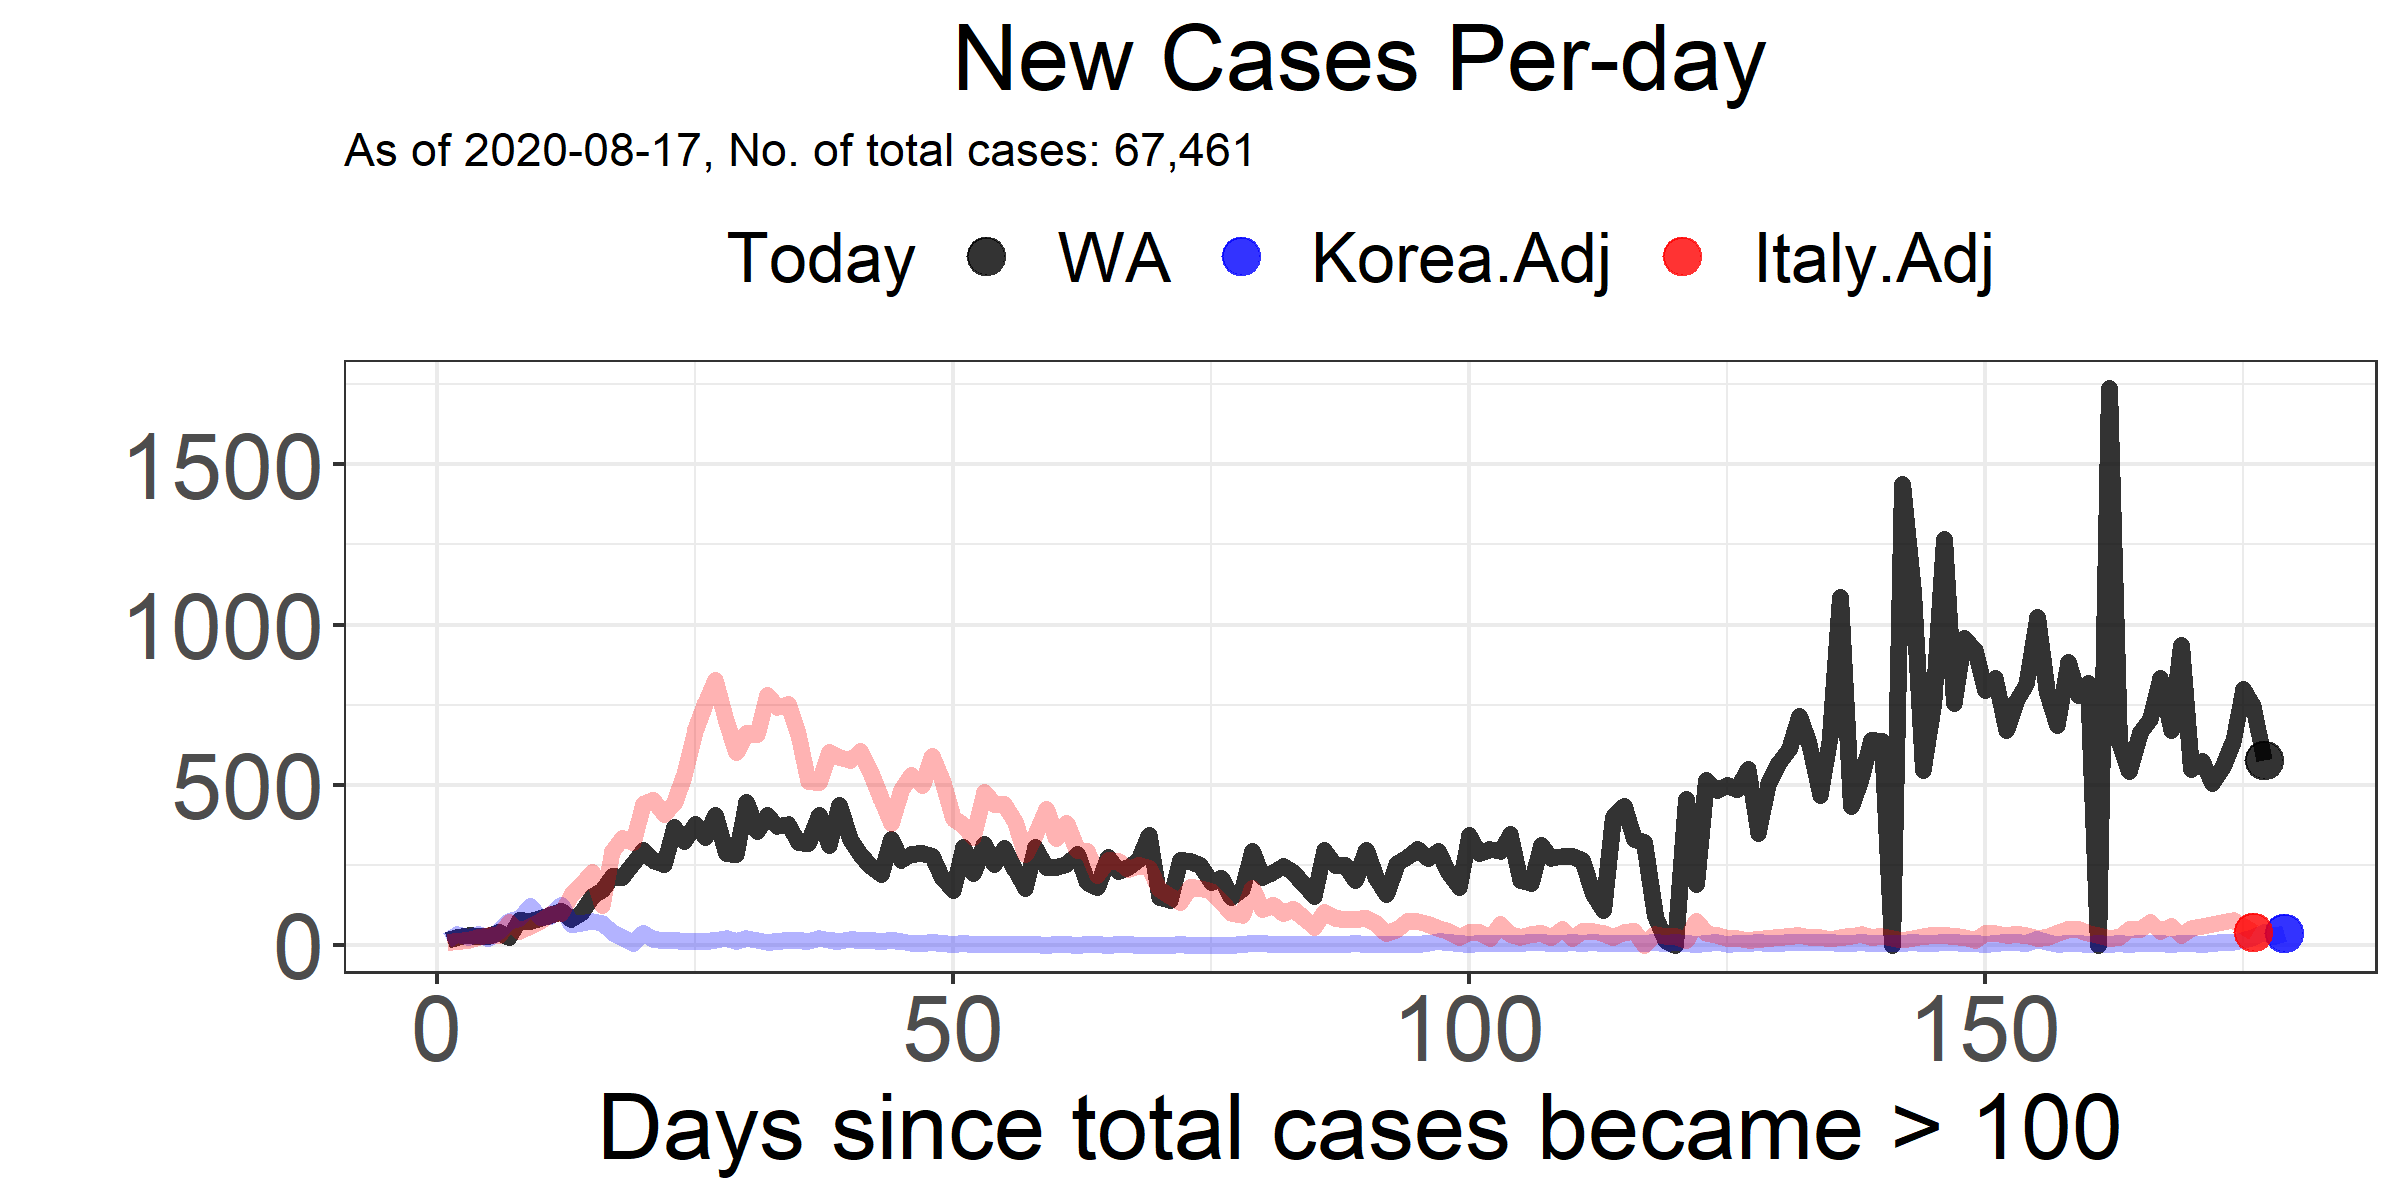 New Cases Per-day
As of 2020-08-17, No. of total cases: 67,461
Today WA Korea.Adj Italy.Adj
1500
1000
500
0
0 50 100 150
Days since total cases became > 100